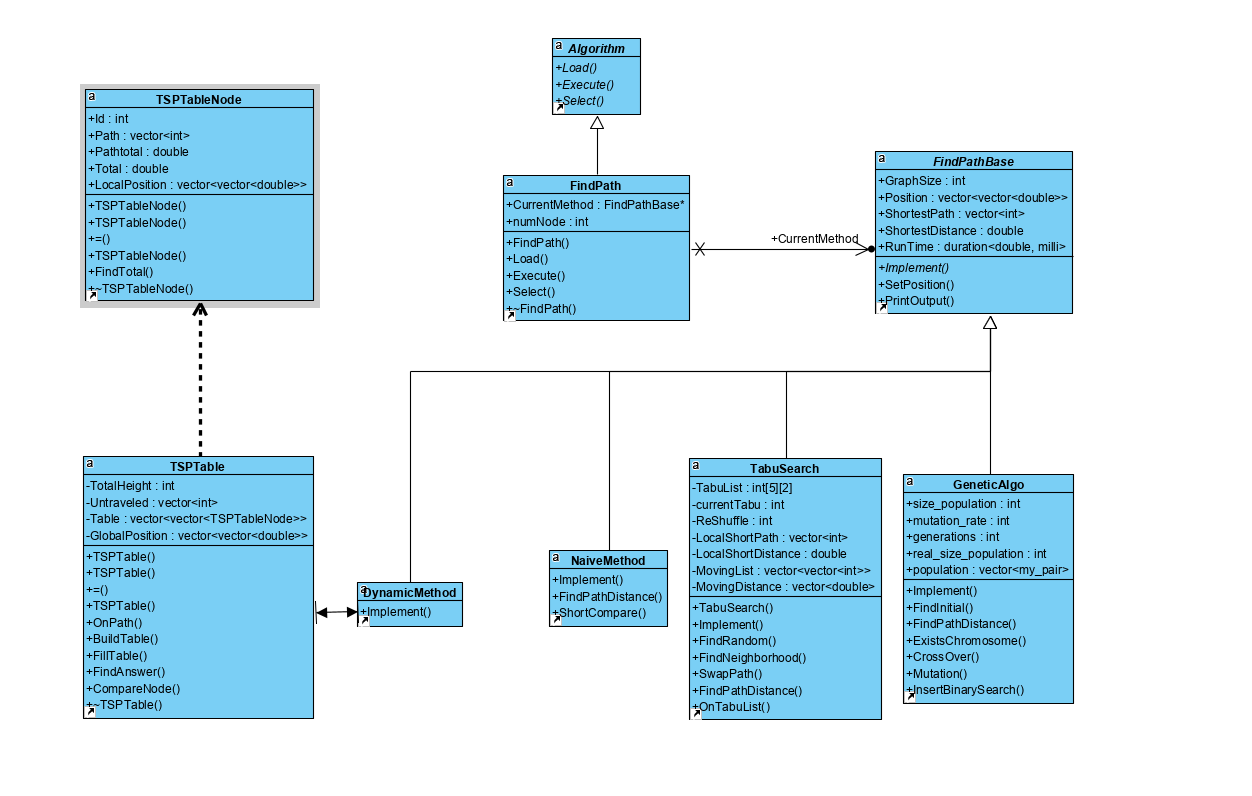 a
Algorithm
+Load()
+Execute()
+Select()
a
TSPTableNode
+Id : int
+Path : vector<int>
+Pathtotal : double
+Total : double
+LocalPosition : vector<vector<double>>
+TSPTableNode()
+TSPTableNode()
+=()
+TSPTableNode()
+FindTotal()
+~TSPTableNode()
a
FindPath
+CurrentMethod : FindPathBase*
+numNode : int
+FindPath()
+Load()
+Execute()
+Select()
+~FindPath()
+CurrentMethod
a
FindPathBase
+GraphSize : int
+Position : vector<vector<double>>
+ShortestPath : vector<int>
+ShortestDistance : double
+RunTime : duration<double, milli>
+Implement()
+SetPosition()
+PrintOutput()
a
TSPTable
-TotalHeight : int
-Untraveled : vector<int>
-Table : vector<vector<TSPTableNode>>
-GlobalPosition : vector<vector<double>>
+TSPTable()
+TSPTable()
+=()
+TSPTable()
+OnPath()
+BuildTable()
+FillTable()
+FindAnswer()
+CompareNode()
+~TSPTable()
a
DynamicMethod
+Implement()
a
NaiveMethod
+Implement()
+FindPathDistance()
+ShortCompare()
a
TabuSearch
-TabuList : int[5][2]
-currentTabu : int
-ReShuffle : int
-LocalShortPath : vector<int>
-LocalShortDistance : double
-MovingList : vector<vector<int>>
-MovingDistance : vector<double>
+TabuSearch()
+Implement()
+FindRandom()
+FindNeighborhood()
+SwapPath()
+FindPathDistance()
+OnTabuList()
a
GeneticAlgo
+size_population : int
+mutation_rate : int
+generations : int
+real_size_population : int
+population : vector<my_pair>
+Implement()
+FindInitial()
+FindPathDistance()
+ExistsChromosome()
+CrossOver()
+Mutation()
+InsertBinarySearch()